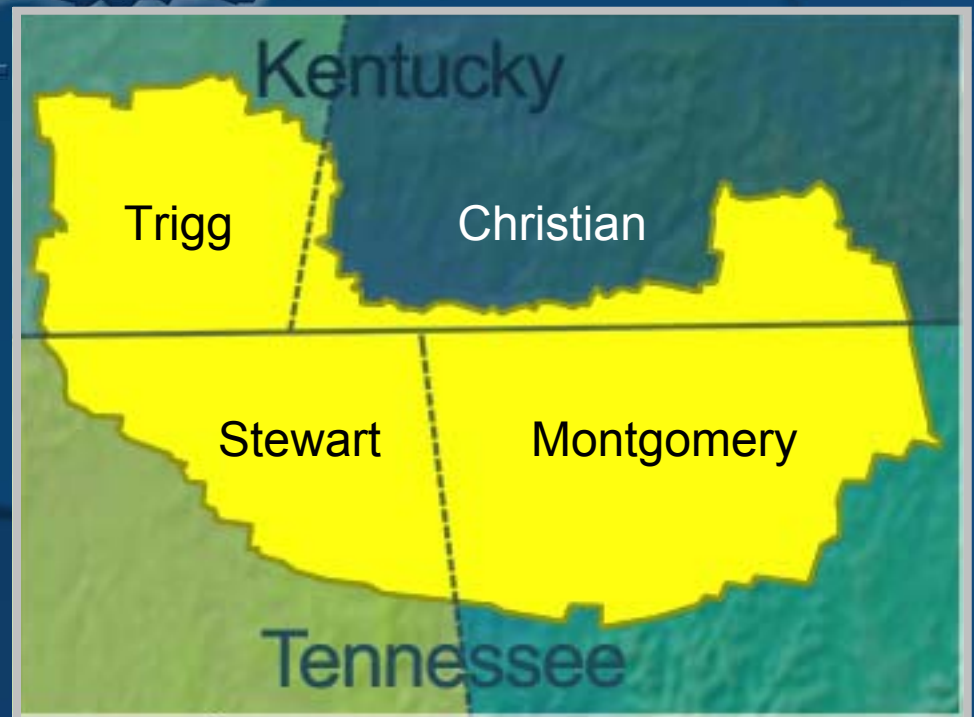 Kentucky
Trigg
Christian
Stewart
Montgomery
Tennessee